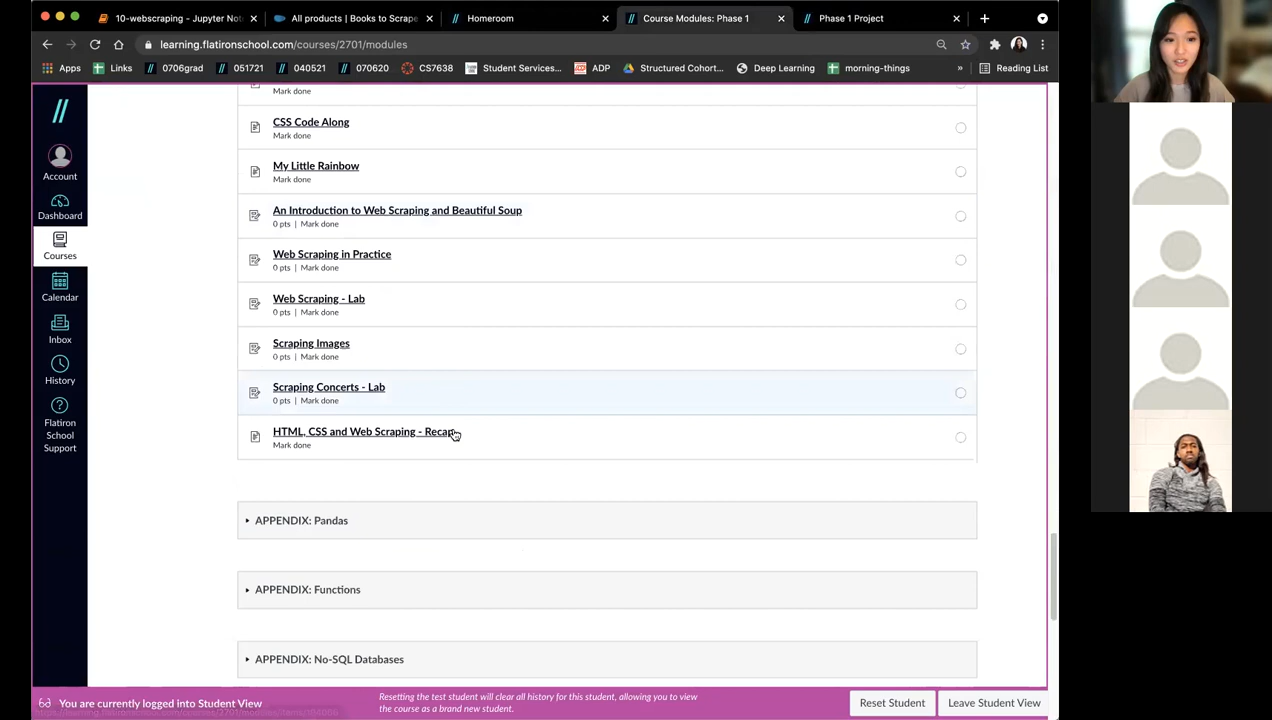 10-webscraping - Jupyter Not
All products | Books to Scrape
Homeroom
Course Modules: Phase 1
Phase 1 Project
learning.flatironschool.com/courses/2701/modules
Apps
Links
0706grad
051721
040521
070620
CS7638
Student Services...
ADP
Structured Cohort...
Deep Learning
morning-things
»
Reading List
Account
Dashboard
Courses
Calendar
Inbox
History
Flatiron
School
Support
Mark done
CSS Code Along
Mark done
My Little Rainbow
Mark done
An Introduction to Web Scraping and Beautiful Soup
0 pts | Mark done
Web Scraping in Practice
0 pts | Mark done
Web Scraping - Lab
0 pts | Mark done
Scraping Images
0 pts | Mark done
Scraping Concerts - Lab
0 pts | Mark done
HTML, CSS and Web Scraping - Recap
Mark done
APPENDIX: Pandas
APPENDIX: Functions
APPENDIX: No-SQL Databases
You are currently logged into Student View
Resetting the test student will clear all history for this student, allowing you to view
the course as a brand new student.
Reset Student
Leave Student View